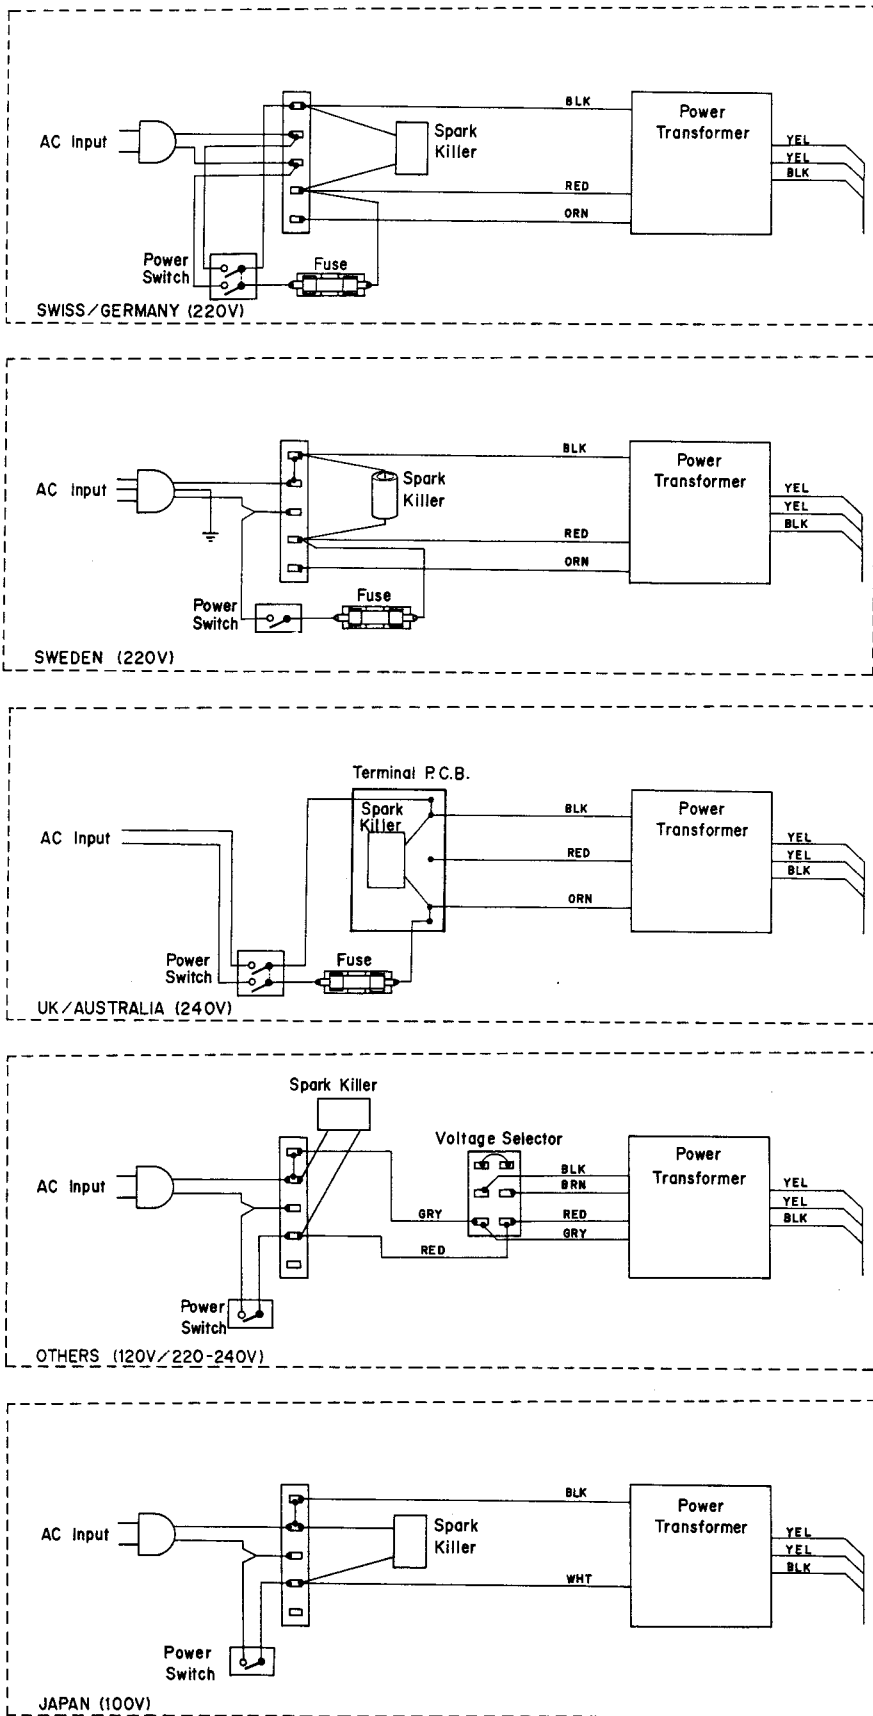 BLK
Power
Transformer
AC Input
Spark
Killer
YEL
YEL
BLK
RED
ORN
Power
Switch
Fuse
SWISS/GERMANY (220V)
BLK
Power
Transformer
AC Input
Spark
Killer
YEL
YEL
BLK
RED
ORN
Power
Switch
Fuse
SWEDEN (220V)
Terminal P.C.B.
Spark
Killer
BLK
Power
Transformer
AC Input
YEL
YEL
BLK
RED
ORN
Power
Switch
Fuse
UK/AUSTRALIA (240V)
Spark Killer
Voltage Selector
Power
Transformer
AC Input
BLK
BRN
YEL
YEL
BLK
GRY
RED
GRY
RED
Power
Switch
OTHERS (120V/220-240V)
BLK
Power
Transformer
AC Input
Spark
Killer
YEL
YEL
BLK
WHT
Power
Switch
JAPAN (100V)